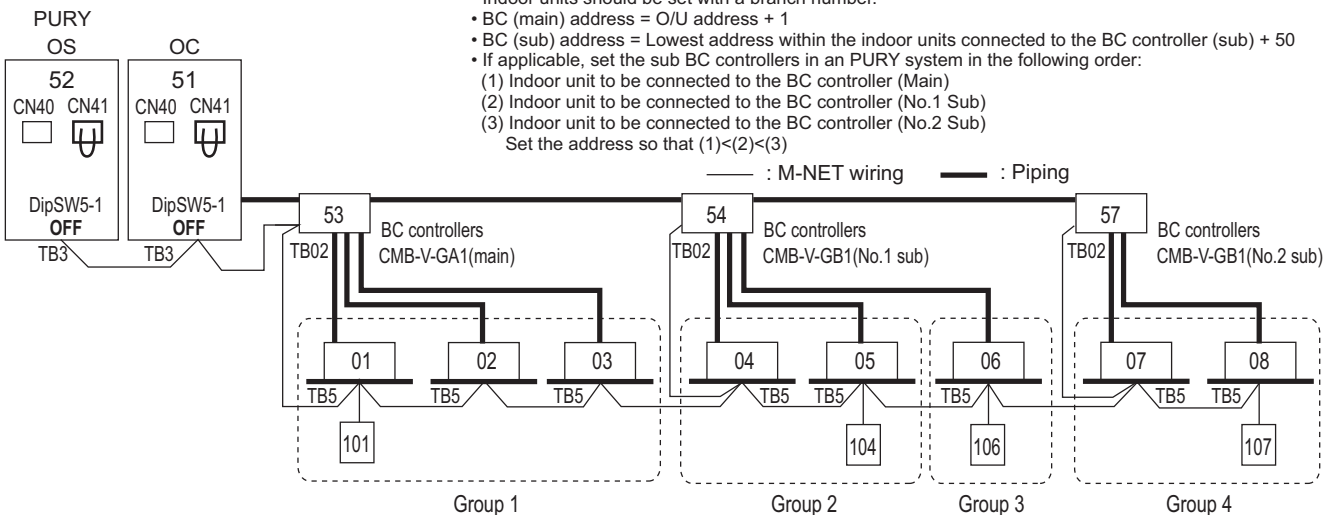 • BC (main) address = O/U address + 1
• BC (sub) address = Lowest address within the indoor units connected to the BC controller (sub) + 50
• If applicable, set the sub BC controllers in an PURY system in the following order:
(1) Indoor unit to be connected to the BC controller (Main)
(2) Indoor unit to be connected to the BC controller (No.1 Sub)
(3) Indoor unit to be connected to the BC controller (No.2 Sub)
Set the address so that (1)<(2)<(3)
: M-NET wiring : Piping
PURY
OS OC
52 51
CN40 CN41 CN40 CN41
DipSW5-1 DipSW5-1
OFF OFF
TB3 TB3
53 54 57
TB02 TB02 TB02
BC controllers
CMB-V-GA1(main)
BC controllers
CMB-V-GB1(No.1 sub)
BC controllers
CMB-V-GB1(No.2 sub)
01 02 03 04 05 06 07 08
TB5 TB5 TB5 TB5 TB5 TB5 TB5 TB5
101 104 106 107
Group 1 Group 2 Group 3 Group 4